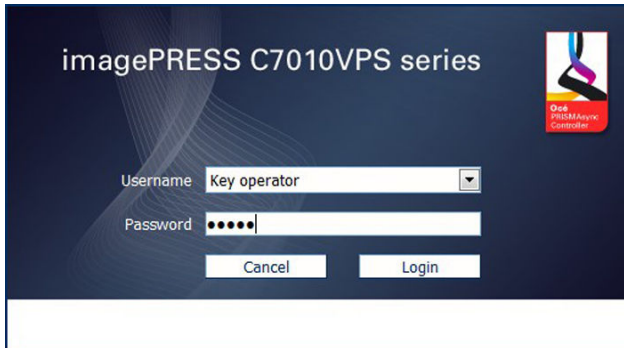 imagePRESS C7010VPS series
Océ
PRISMAsync
Controller
Username Key operator
Password •••••
Cancel Login